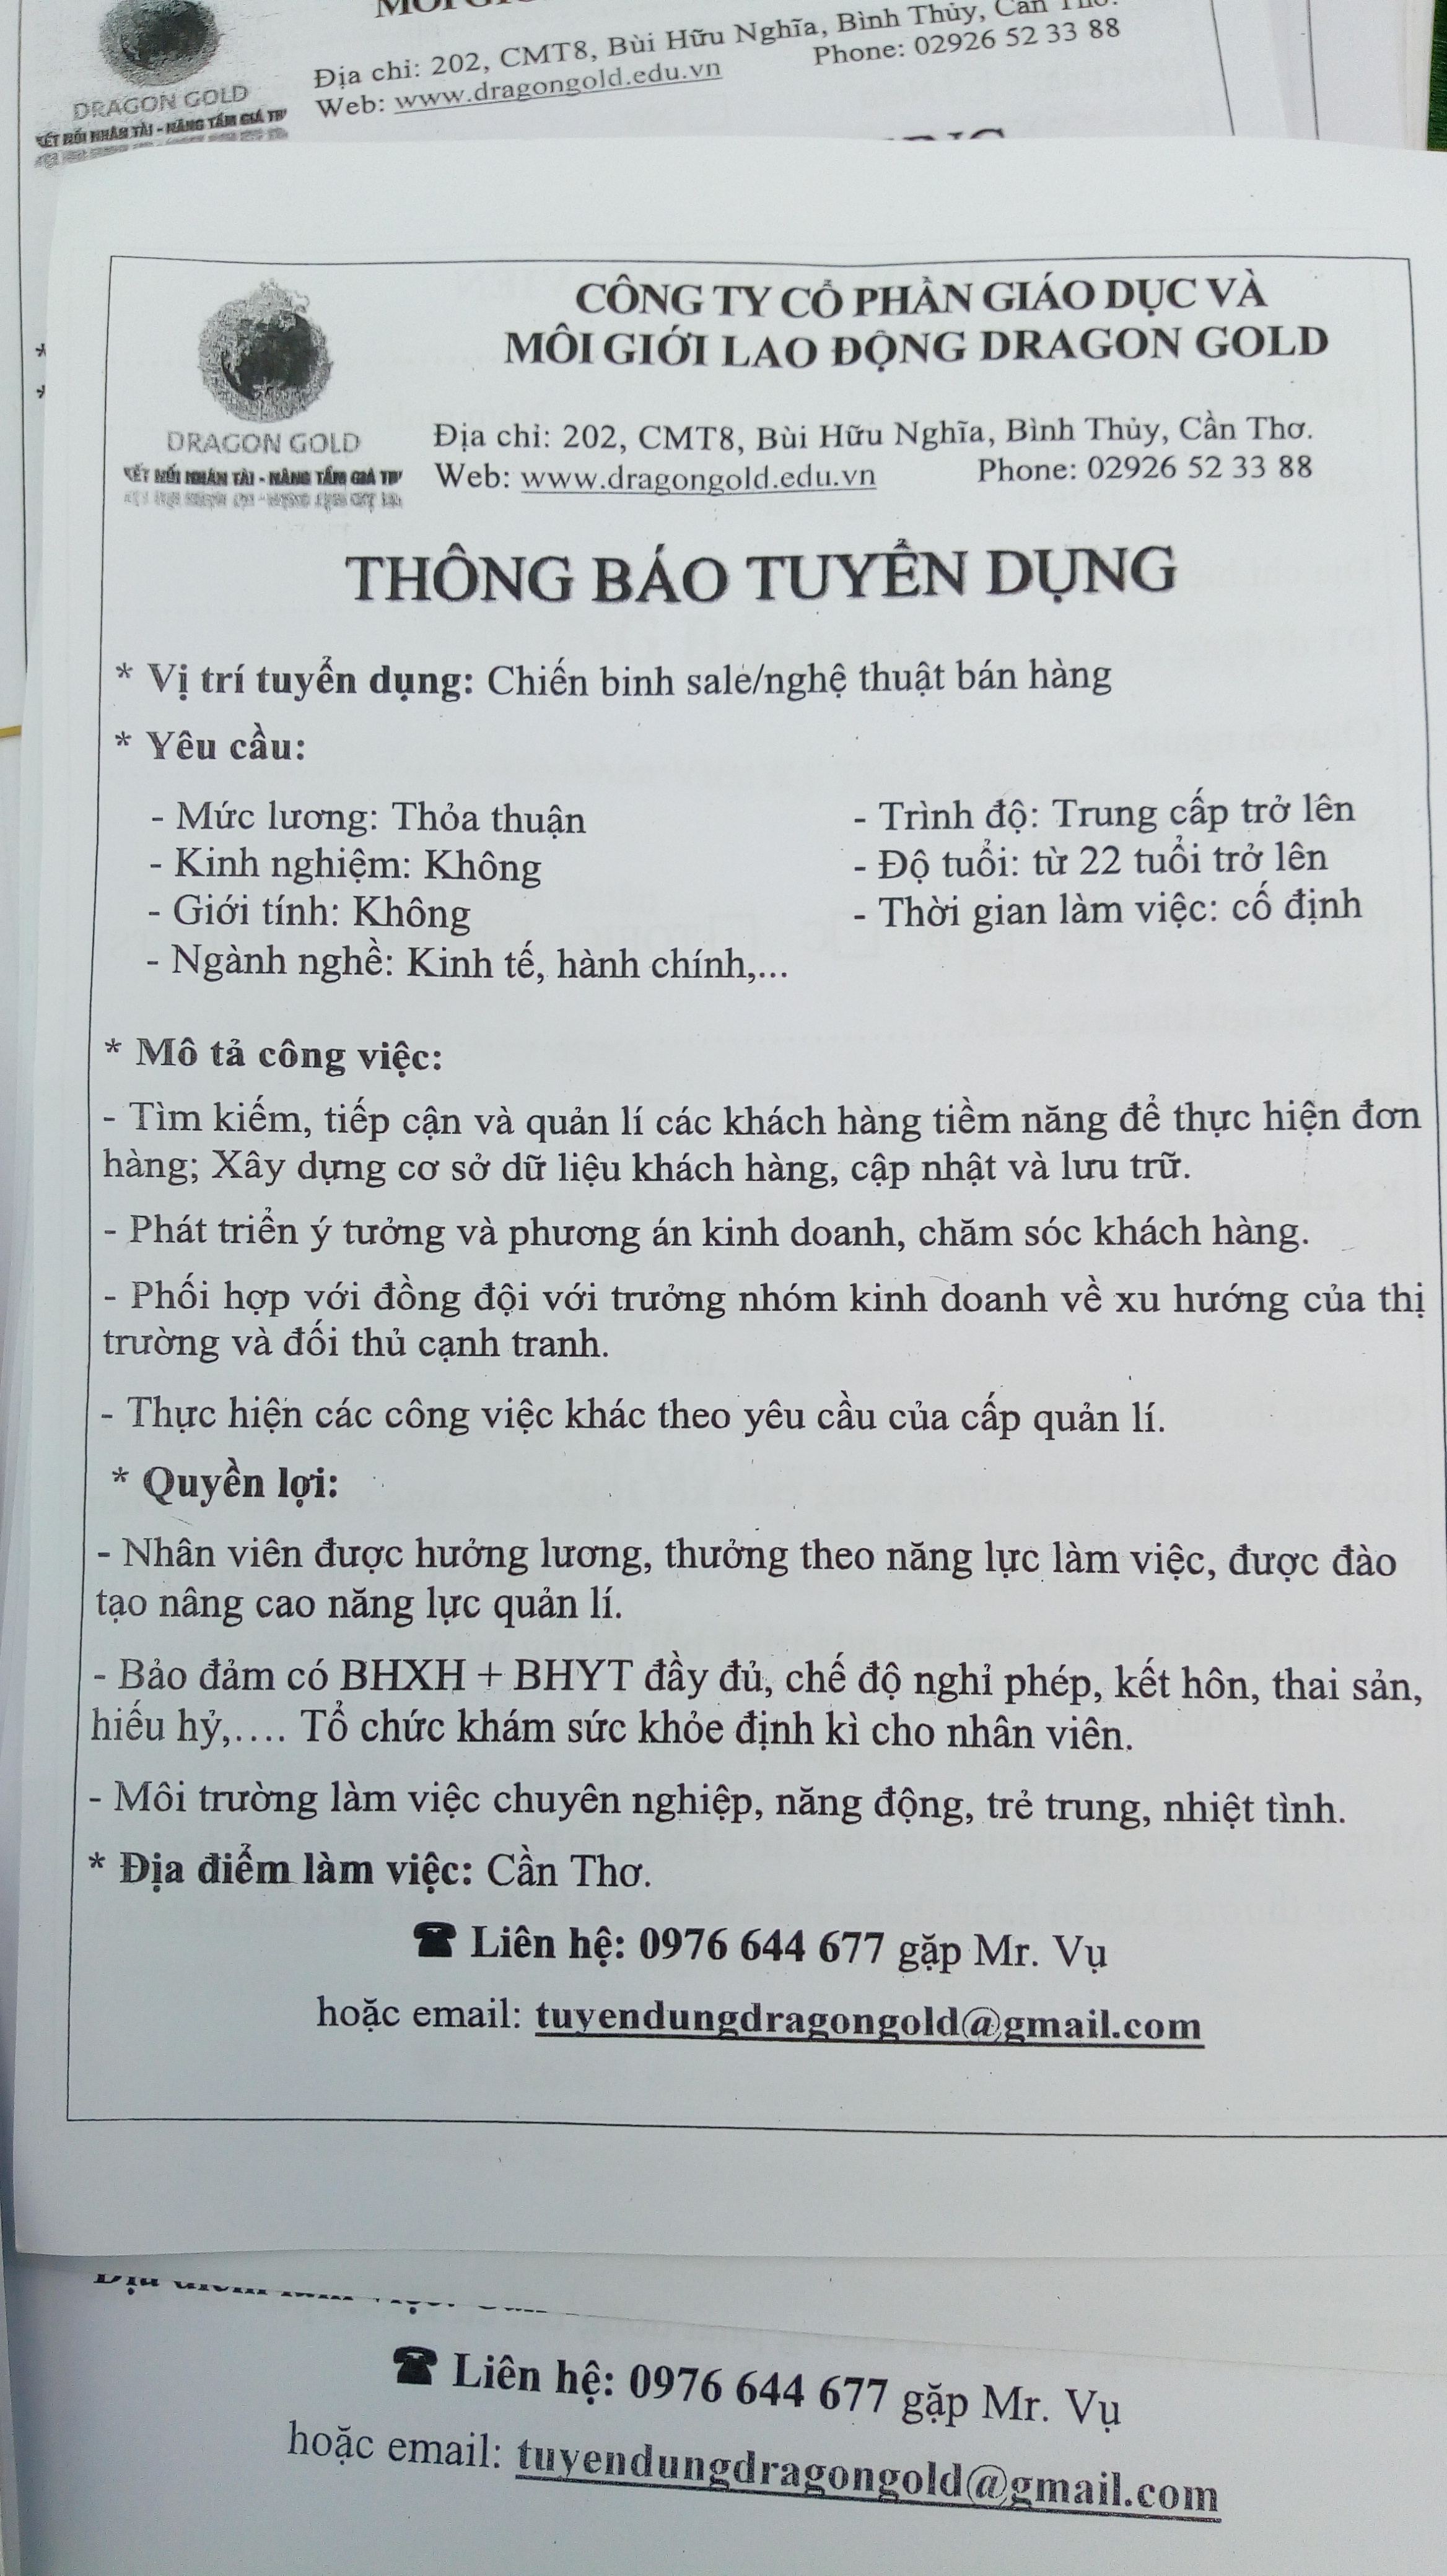 Địa chỉ: 202, CMT8, Bùi Hữu Nghĩa, Bình Thủy, Cần Thơ.
Phone: 02926 52 33 88
Web: www.dragongold.edu.vn
DRAGON GOLD
KẾT NỐI NHÂN TÀI - NÂNG TẦM GIÁ TRỊ
CÔNG TY CỔ PHẦN GIÁO DỤC VÀ
MÔI GIỚI LAO ĐỘNG DRAGON GOLD
DRAGON GOLD
KẾT NỐI NHÂN TÀI - NÂNG TẦM GIÁ TRỊ
Địa chỉ: 202, CMT8, Bùi Hữu Nghĩa, Bình Thủy, Cần Thơ.
Web: www.dragongold.edu.vn Phone: 02926 52 33 88
THÔNG BÁO TUYỂN DỤNG
* Vị trí tuyển dụng: Chiến binh sale/nghệ thuật bán hàng
* Yêu cầu:
- Mức lương: Thỏa thuận - Trình độ: Trung cấp trở lên
- Kinh nghiệm: Không - Độ tuổi: từ 22 tuổi trở lên
- Giới tính: Không - Thời gian làm việc: cố định
- Ngành nghề: Kinh tế, hành chính,...
* Mô tả công việc:
- Tìm kiếm, tiếp cận và quản lí các khách hàng tiềm năng để thực hiện đơn
hàng; Xây dựng cơ sở dữ liệu khách hàng, cập nhật và lưu trữ.
- Phát triển ý tưởng và phương án kinh doanh, chăm sóc khách hàng.
- Phối hợp với đồng đội với trưởng nhóm kinh doanh về xu hướng của thị
trường và đối thủ cạnh tranh.
- Thực hiện các công việc khác theo yêu cầu của cấp quản lí.
* Quyền lợi:
- Nhân viên được hưởng lương, thưởng theo năng lực làm việc, được đào
tạo nâng cao năng lực quản lí.
- Bảo đảm có BHXH + BHYT đầy đủ, chế độ nghỉ phép, kết hôn, thai sản,
hiếu hỷ,.... Tổ chức khám sức khỏe định kì cho nhân viên.
- Môi trường làm việc chuyên nghiệp, năng động, trẻ trung, nhiệt tình.
* Địa điểm làm việc: Cần Thơ.
☎ Liên hệ: 0976 644 677 gặp Mr. Vụ
hoặc email: tuyendungdragongold@gmail.com
☎ Liên hệ: 0976 644 677 gặp Mr. Vụ
hoặc email: tuyendungdragongold@gmail.com